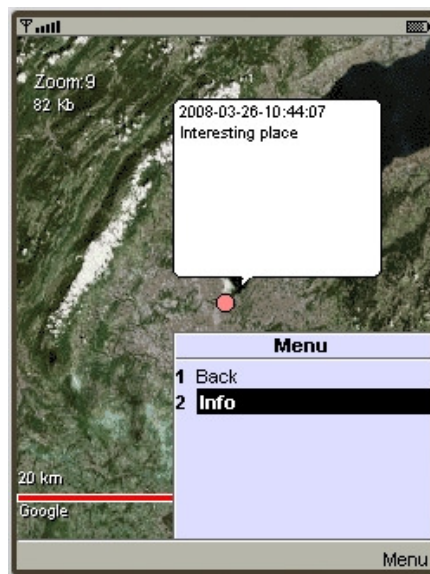 Zoom:9
82 Kb
2008-03-26-10:44:07
Interesting place
Menu
1 Back
2 Info
20 km
Google
Menu